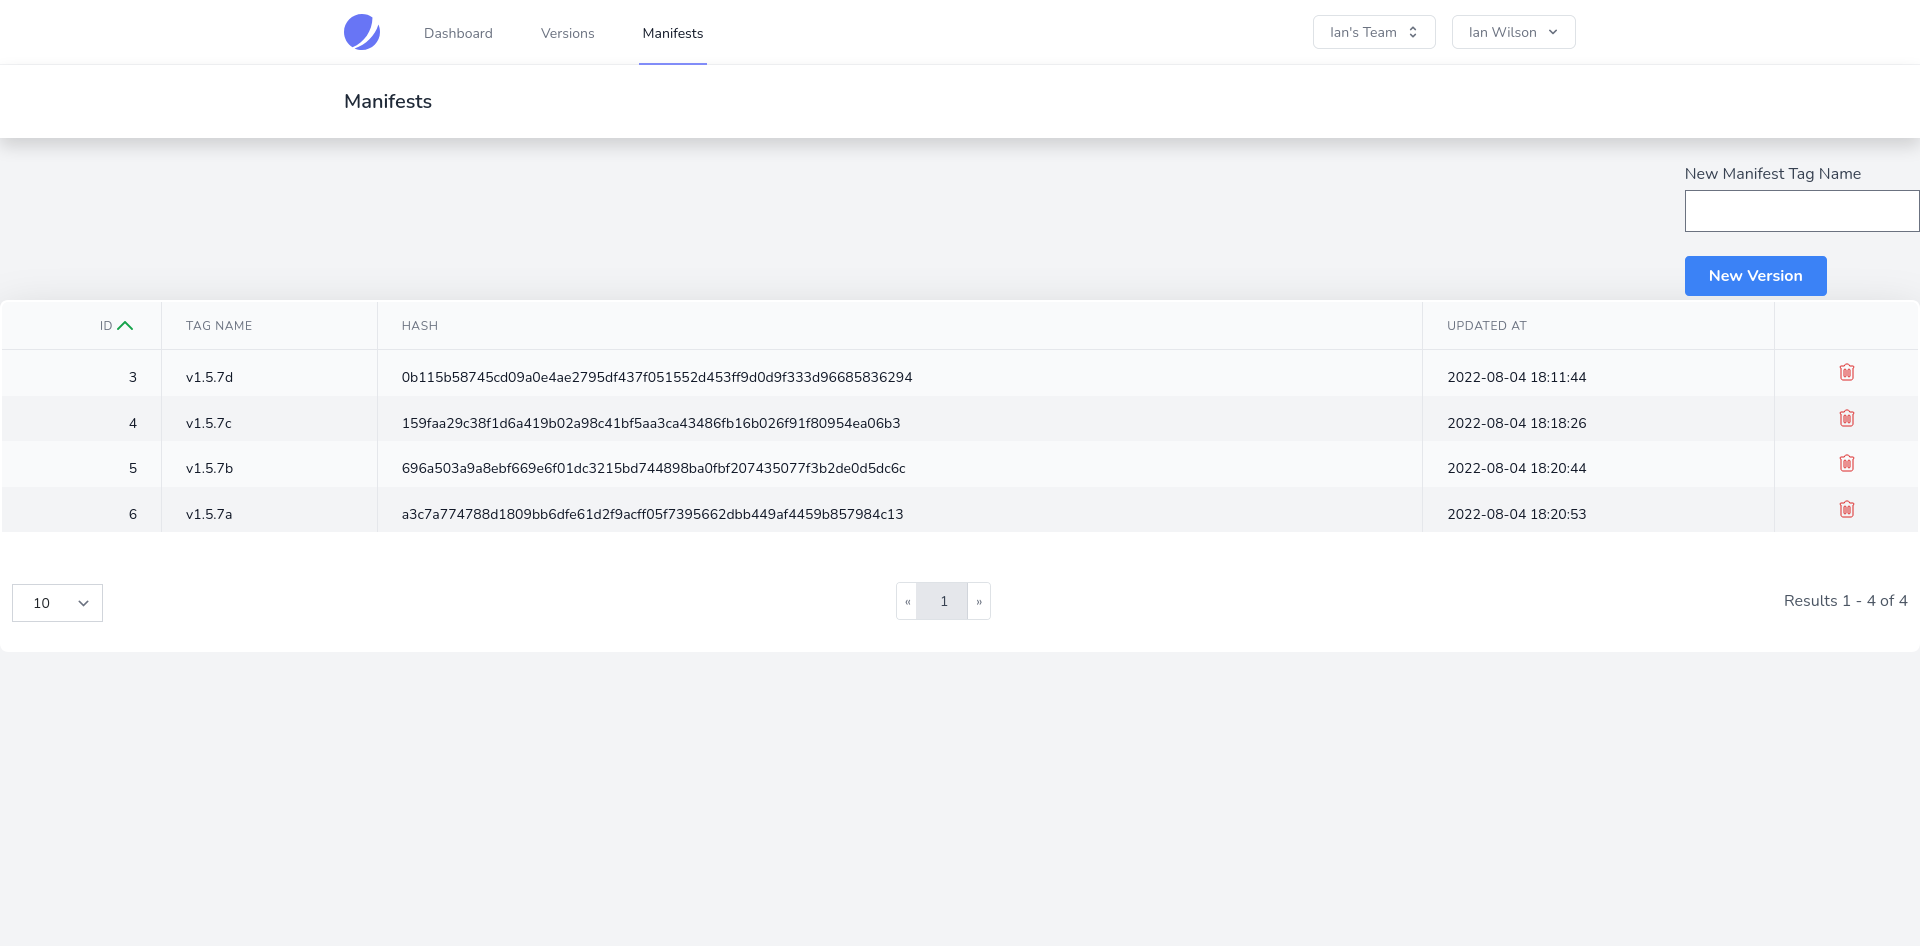 Dashboard Versions Manifests Ian's Team Ian Wilson
Manifests
New Manifest Tag Name
New Version
ID TAG NAME HASH UPDATED AT
3 v1.5.7d 0b115b58745cd09a0e4ae2795df437f051552d453ff9d0d9f333d96685836294 2022-08-04 18:11:44
4 v1.5.7c 159faa29c38f1d6a419b02a98c41bf5aa3ca43486fb16b026f91f80954ea06b3 2022-08-04 18:18:26
5 v1.5.7b 696a503a9a8ebf669e6f01dc3215bd744898ba0fbf207435077f3b2de0d5dc6c 2022-08-04 18:20:44
6 v1.5.7a a3c7a774788d1809bb6dfe61d2f9acff05f7395662dbb449af4459b857984c13 2022-08-04 18:20:53
10 « 1 » Results 1 - 4 of 4